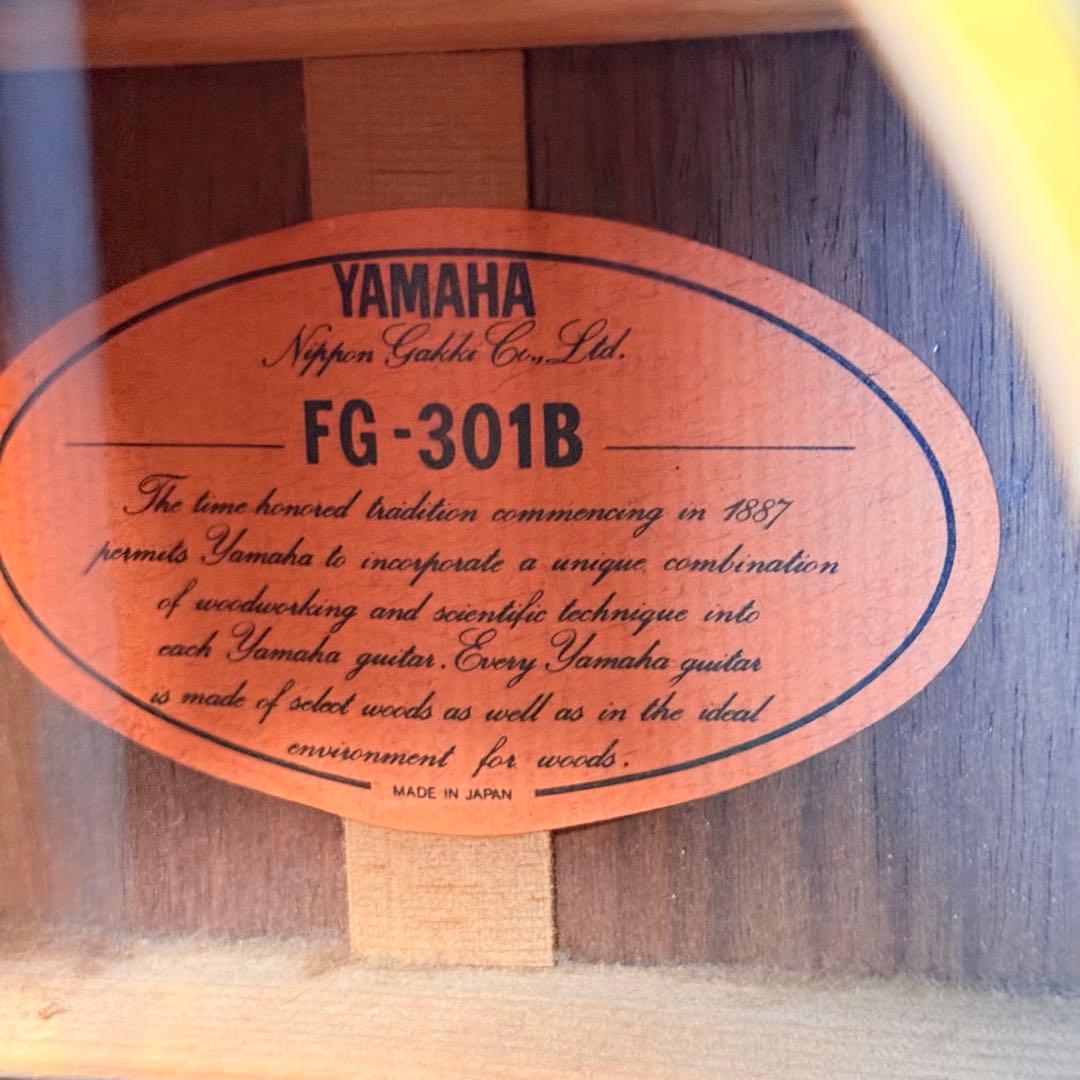 YAMAHA
Nippon Gakki Co., Ltd.
FG-301B
The time honored tradition commencing in 1887
permits Yamaha to incorporate a unique combination
of woodworking and scientific technique into
each Yamaha guitar. Every Yamaha guitar
is made of select woods as well as in the ideal
environment for woods.
MADE IN JAPAN